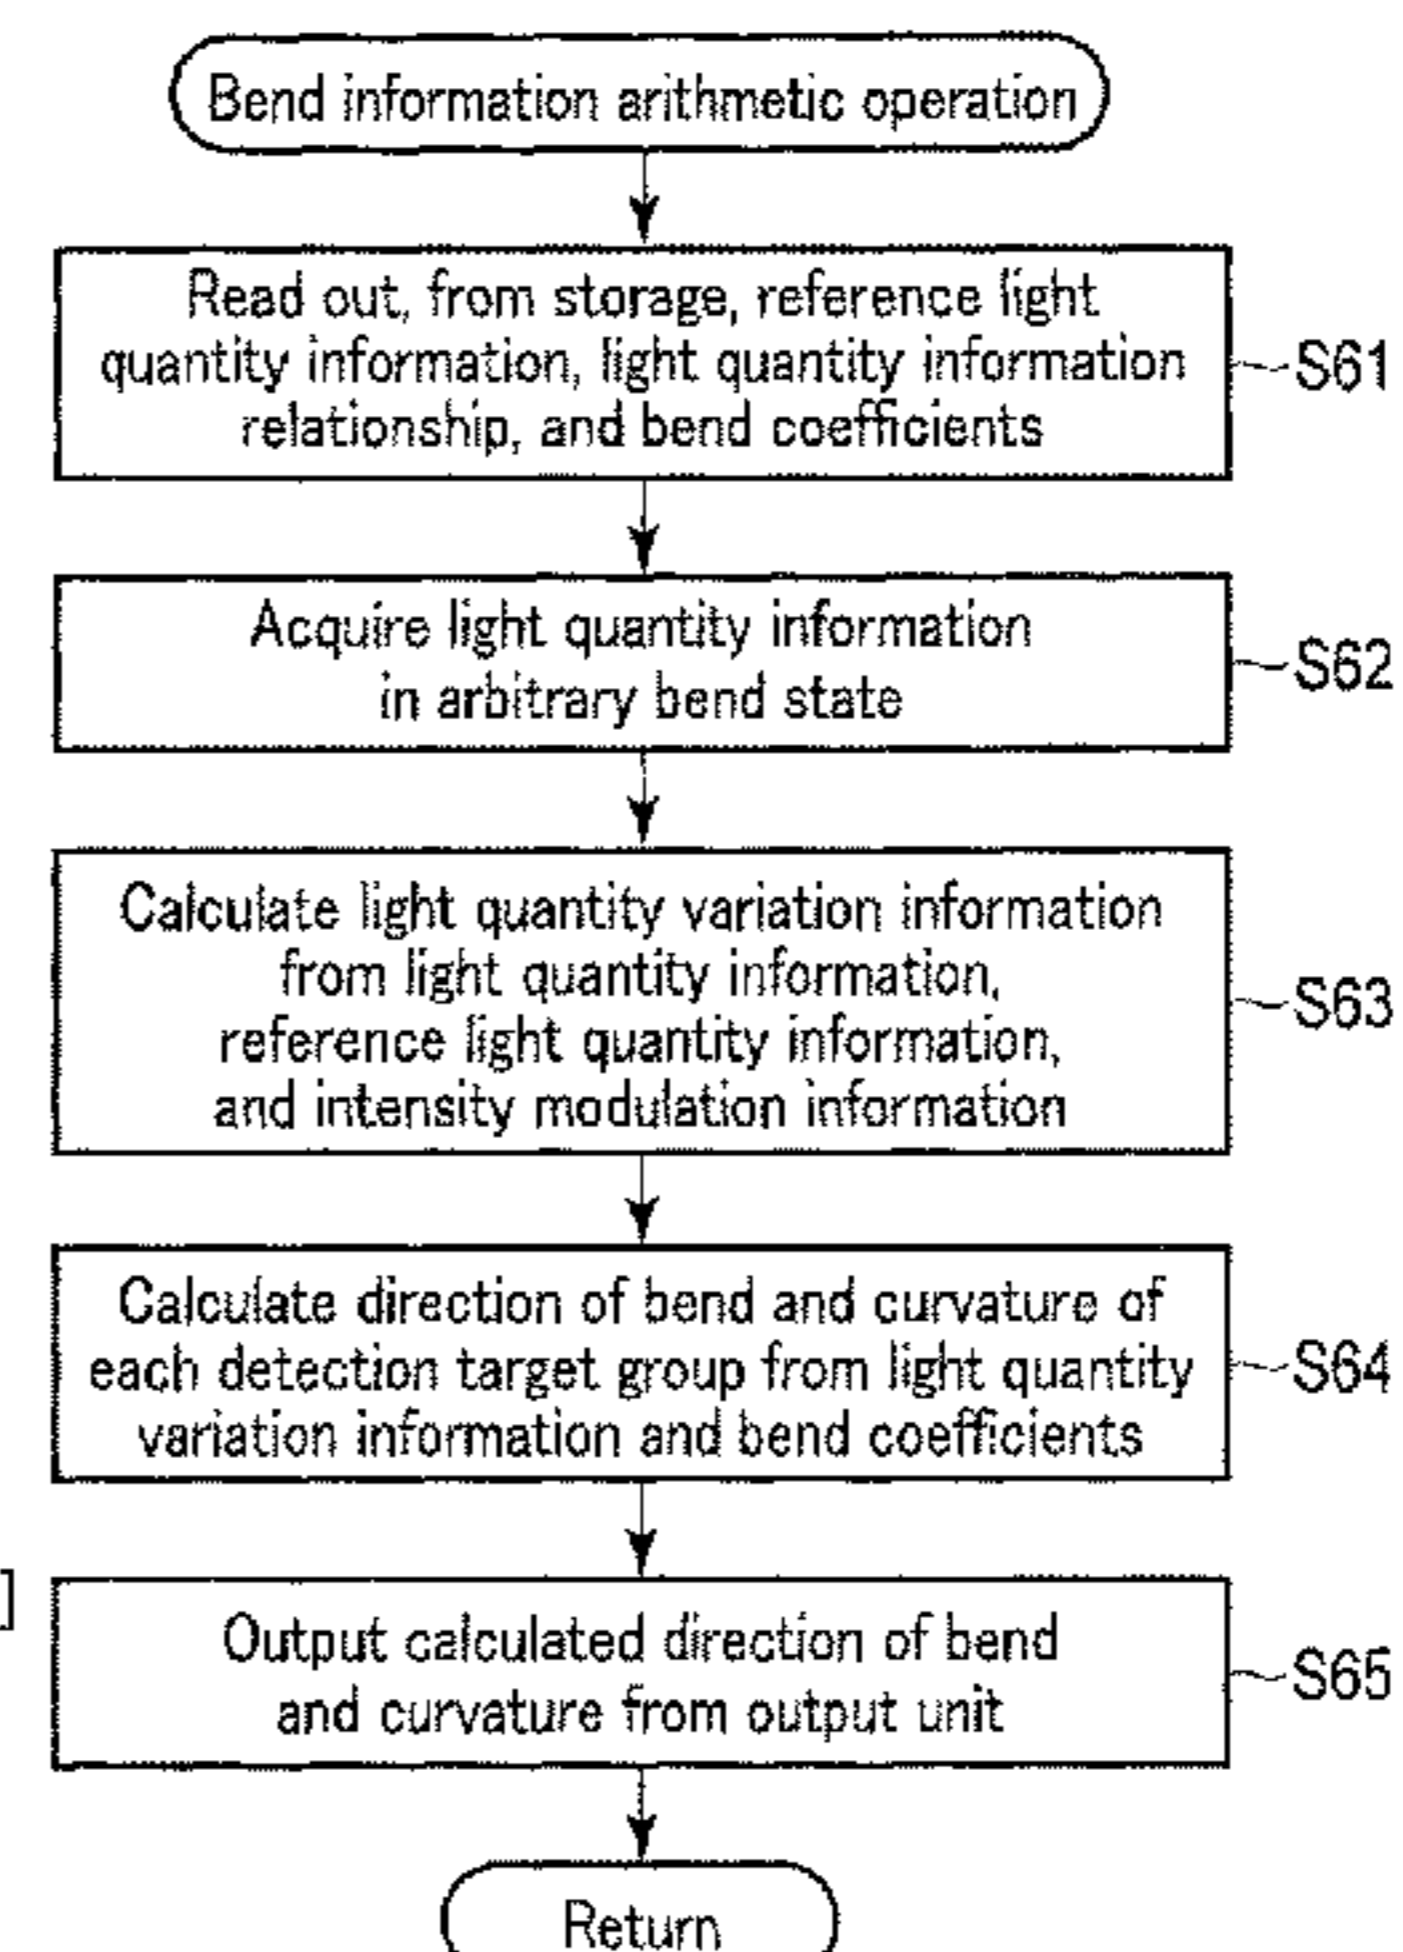 Bend information arithmetic operation
Read out, from storage, reference light
quantity information, light quantity information
relationship, and bend coefficients
S61
Acquire light quantity information
in arbitrary bend state
S62
Calculate light quantity variation information
from light quantity information,
reference light quantity information,
and intensity modulation information
S63
Calculate direction of bend and curvature of
each detection target group from light quantity
variation information and bend coefficients
S64
]
Output calculated direction of bend
and curvature from output unit
S65
Return